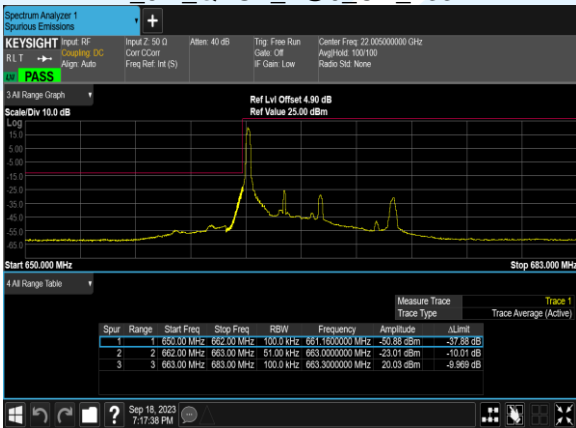 Spectrum Analyzer 1
Spurious Emissions
+
KEYSIGHT
RLT
LW PASS
Input: RF
Coupling: DC
Align: Auto
Input Z: 50 Ω
Corr CCorr
Freq Ref: Int (S)
Atten: 40 dB
Trig: Free Run
Gate: Off
IF Gain: Low
Center Freq: 22.005000000 GHz
Avg|Hold: 100/100
Radio Std: None
3 All Range Graph
Scale/Div 10.0 dB
Ref Lvl Offset 4.90 dB
Ref Value 25.00 dBm
Log
15.0
5.00
-5.00
-15.0
-25.0
-35.0
-45.0
-55.0
-65.0
Start 650.000 MHz
Stop 683.000 MHz
4 All Range Table
Measure Trace Trace 1
Trace Type Trace Average (Active)
Spur Range Start Freq Stop Freq RBW Frequency Amplitude ΔLimit
1 1 650.00 MHz 662.00 MHz 100.0 kHz 661.1600000 MHz -50.88 dBm -37.88 dB
2 2 662.00 MHz 663.00 MHz 51.00 kHz 663.0000000 MHz -23.01 dBm -10.01 dB
3 3 663.00 MHz 683.00 MHz 100.0 kHz 663.3000000 MHz 20.03 dBm -9.969 dB
?
Sep 18, 2023
7:17:38 PM